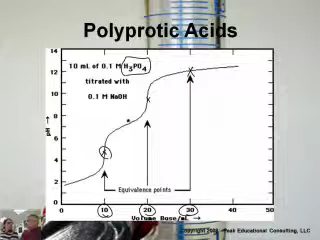 Polyprotic Acids
14
12
10
8
6
4
2
0
pH →
10 mL of 0.1 M H3PO4
titrated with
0.1 M NaOH
Equivalence points
0 10 20 30 40 50
Volume Base/mL →
Copyright 2009 - Peak Educational Consulting, LLC